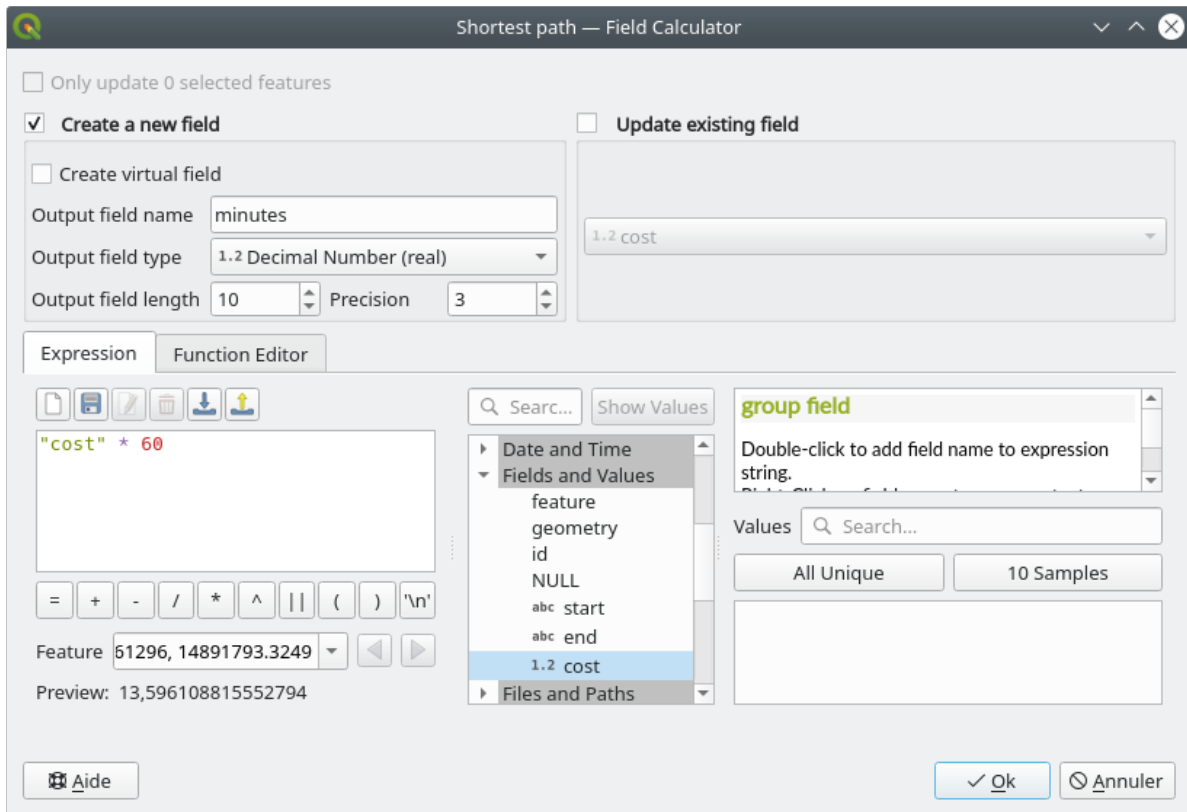 Shortest path — Field Calculator
Only update 0 selected features
Create a new field
Update existing field
Create virtual field
Output field name minutes
Output field type 1.2 Decimal Number (real)
Output field length 10 Precision 3
1.2 cost
Expression Function Editor
"cost" * 60
= + - / * ^ || ( ) '\n'
Feature 61296, 14891793.3249
Preview: 13,596108815552794
Searc... Show Values
Date and Time
Fields and Values
feature
geometry
id
NULL
abc start
abc end
1.2 cost
Files and Paths
group field
Double-click to add field name to expression
string.
Values Search...
All Unique 10 Samples
Aide
Ok Annuler